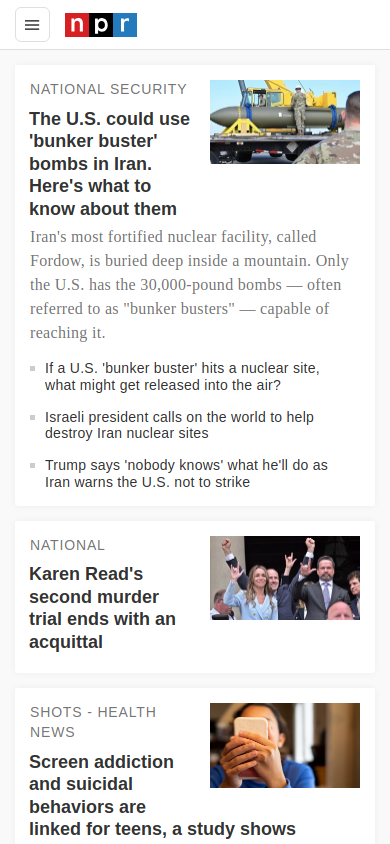 npr
NATIONAL SECURITY
The U.S. could use
'bunker buster'
bombs in Iran.
Here's what to
know about them
Iran's most fortified nuclear facility, called
Fordow, is buried deep inside a mountain. Only
the U.S. has the 30,000-pound bombs — often
referred to as "bunker busters" — capable of
reaching it.
If a U.S. 'bunker buster' hits a nuclear site,
what might get released into the air?
Israeli president calls on the world to help
destroy Iran nuclear sites
Trump says 'nobody knows' what he'll do as
Iran warns the U.S. not to strike
NATIONAL
Karen Read's
second murder
trial ends with an
acquittal
SHOTS - HEALTH
NEWS
Screen addiction
and suicidal
behaviors are
linked for teens, a study shows